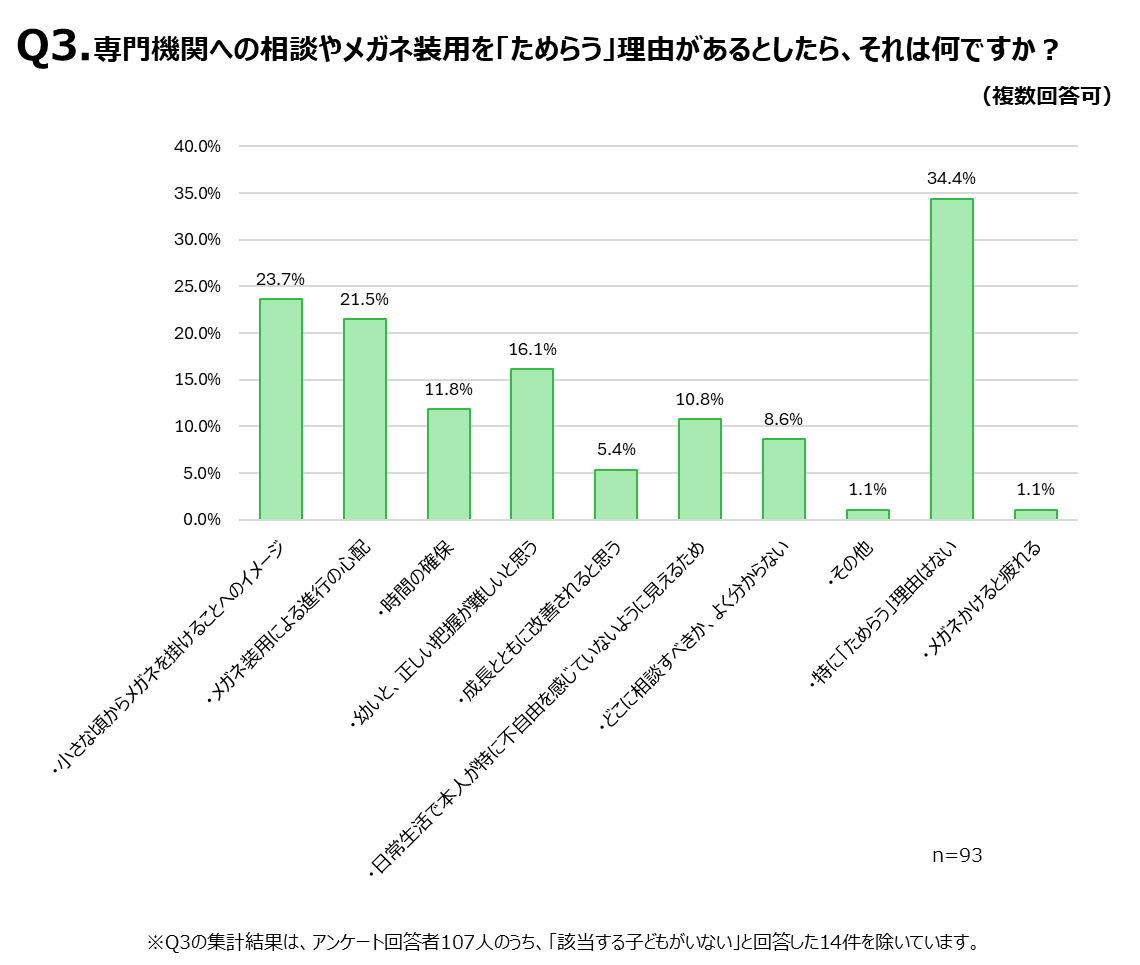 Q3.専門機関への相談やメガネ装用を「ためらう」理由があるとしたら、それは何ですか？
（複数回答可）
40.0%
35.0%
30.0%
25.0%
20.0%
15.0%
10.0%
5.0%
0.0%
23.7%
21.5%
11.8%
16.1%
5.4%
10.8%
8.6%
1.1%
34.4%
1.1%
・小さな頃からメガネを掛けることへのイメージ
・メガネ装用による進行の心配
・時間の確保
・幼いと、正しい把握が難しいと思う
・成長とともに改善されると思う
・日常生活で本人が特に不自由を感じていないように見えるため
・どこに相談すべきか、よく分からない
・その他
・特に「ためらう」理由はない
・メガネかけると疲れる
n=93
※Q3の集計結果は、アンケート回答者107人のうち、「該当する子どもがいない」と回答した14件を除いています。